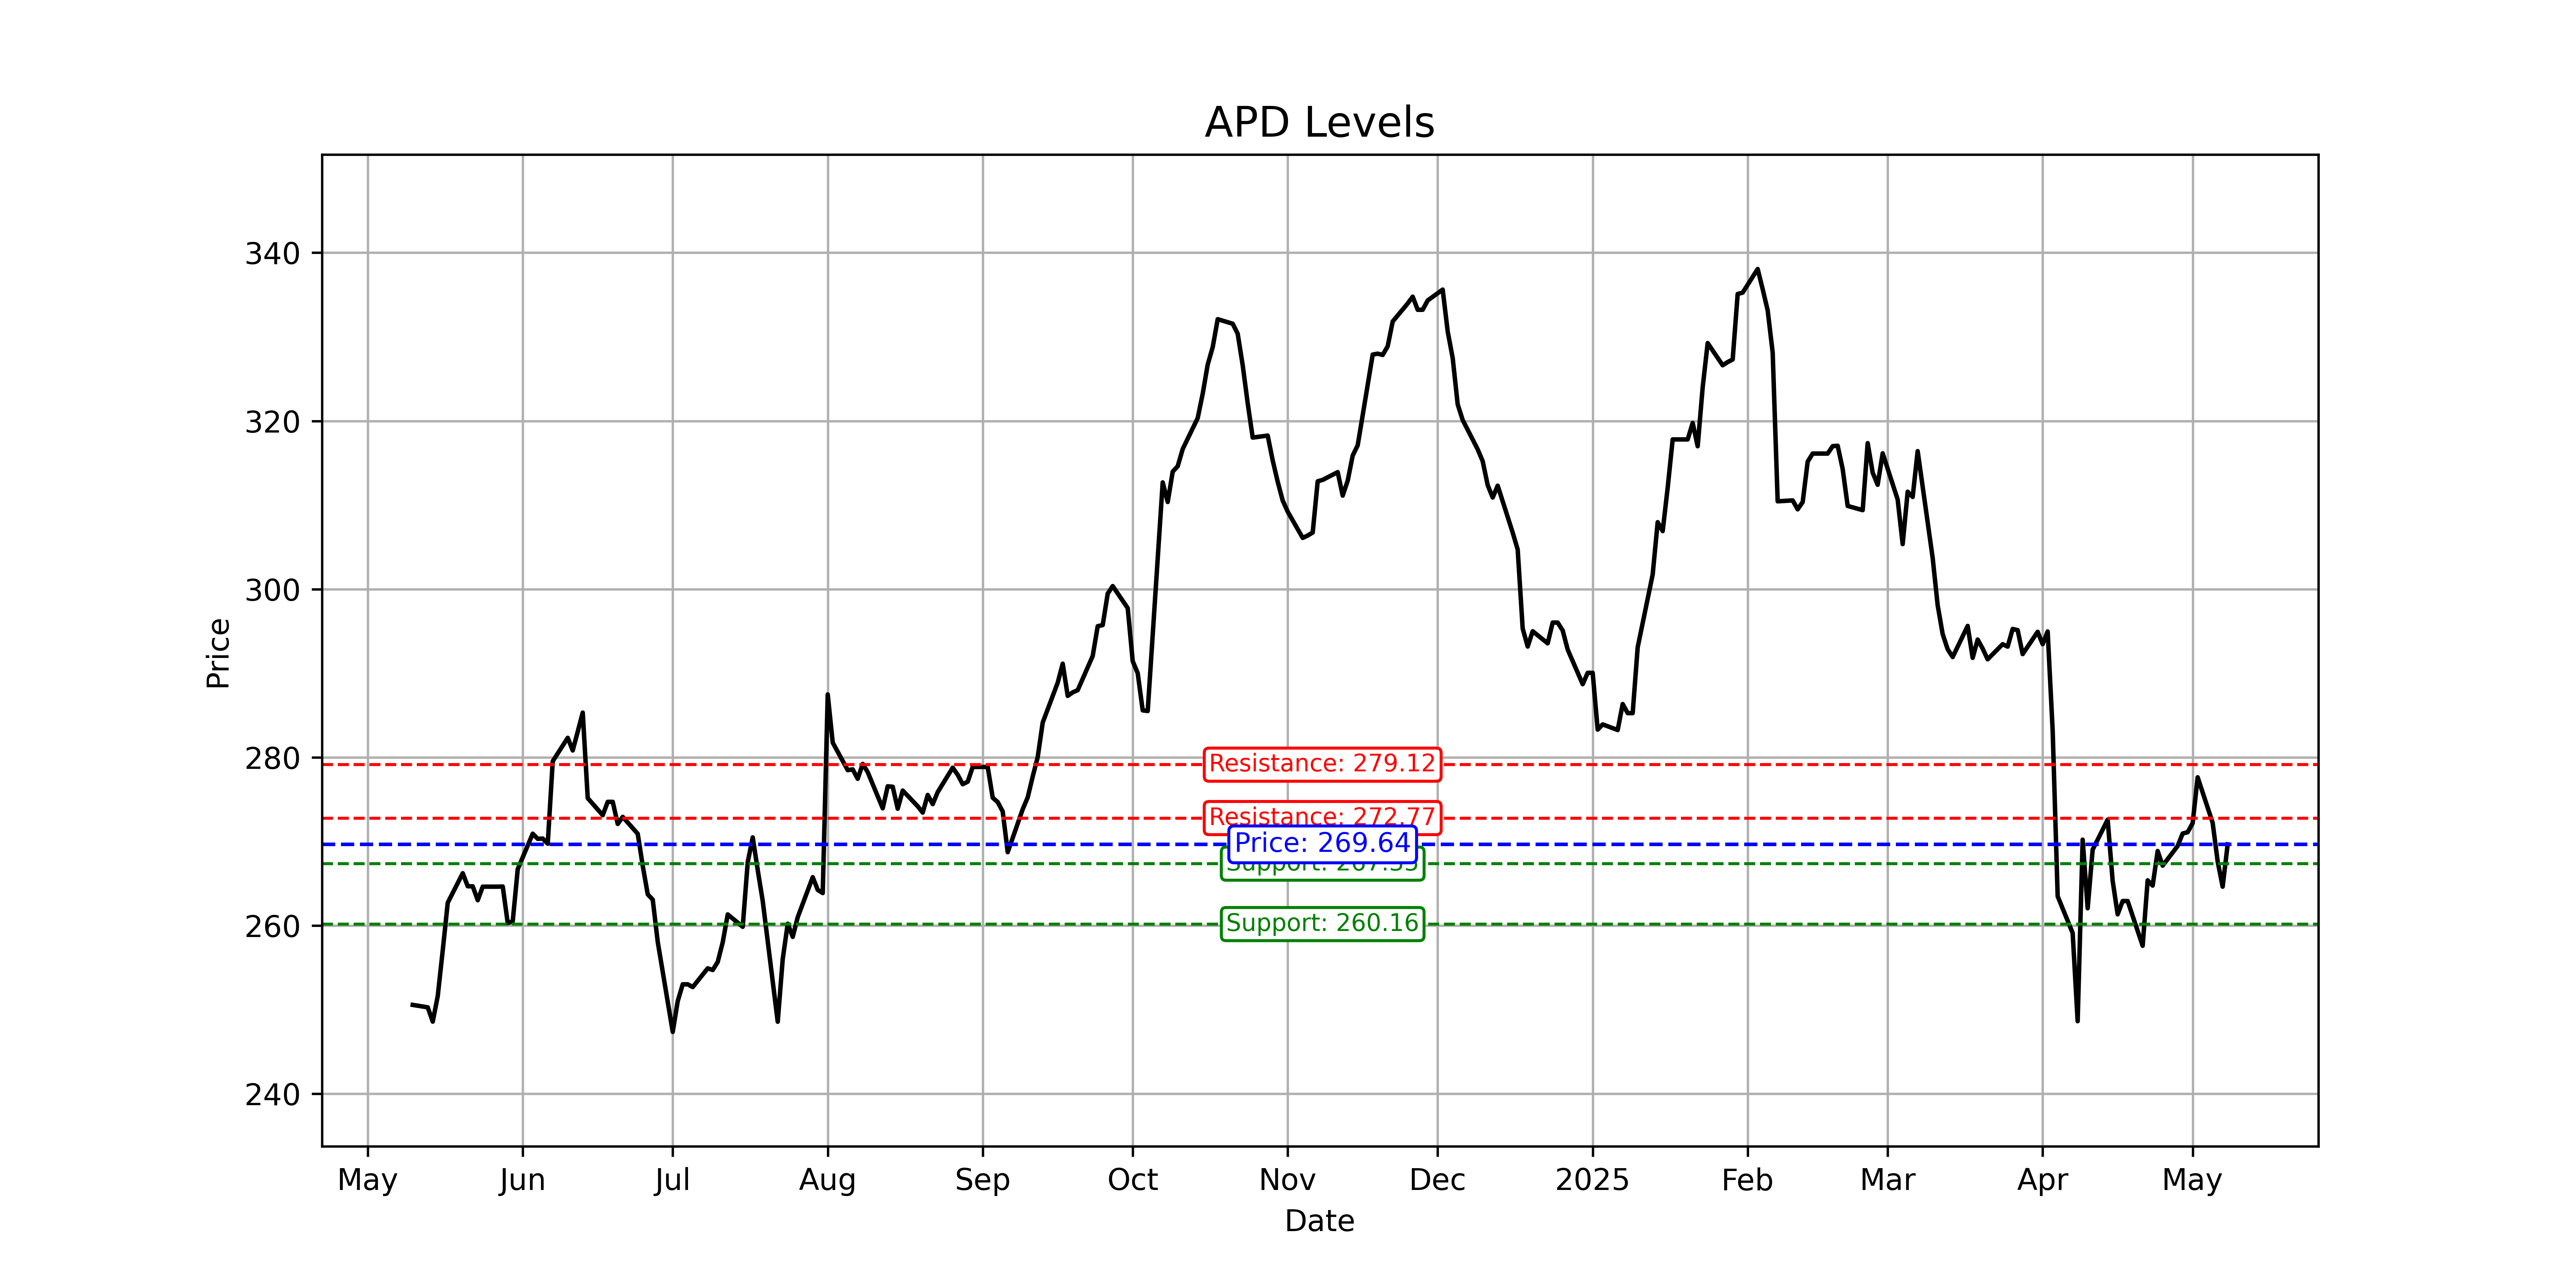 APD Levels
Price
340
320
300
280
260
240
Resistance: 279.12
Resistance: 272.77
Price: 269.64
Support:
Support: 260.16
May
Jun
Jul
Aug
Sep
Oct
Nov
Dec
2025
Feb
Mar
Apr
May
Date